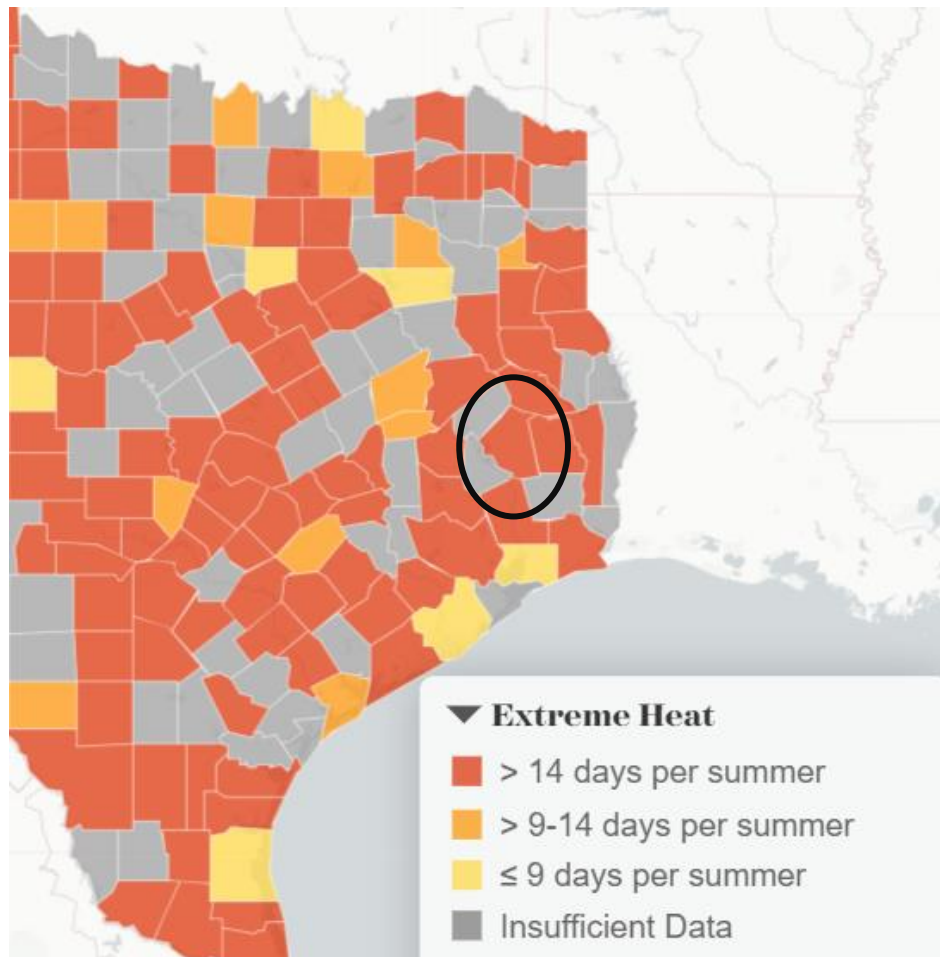 Extreme Heat
> 14 days per summer
> 9-14 days per summer
≤ 9 days per summer
Insufficient Data